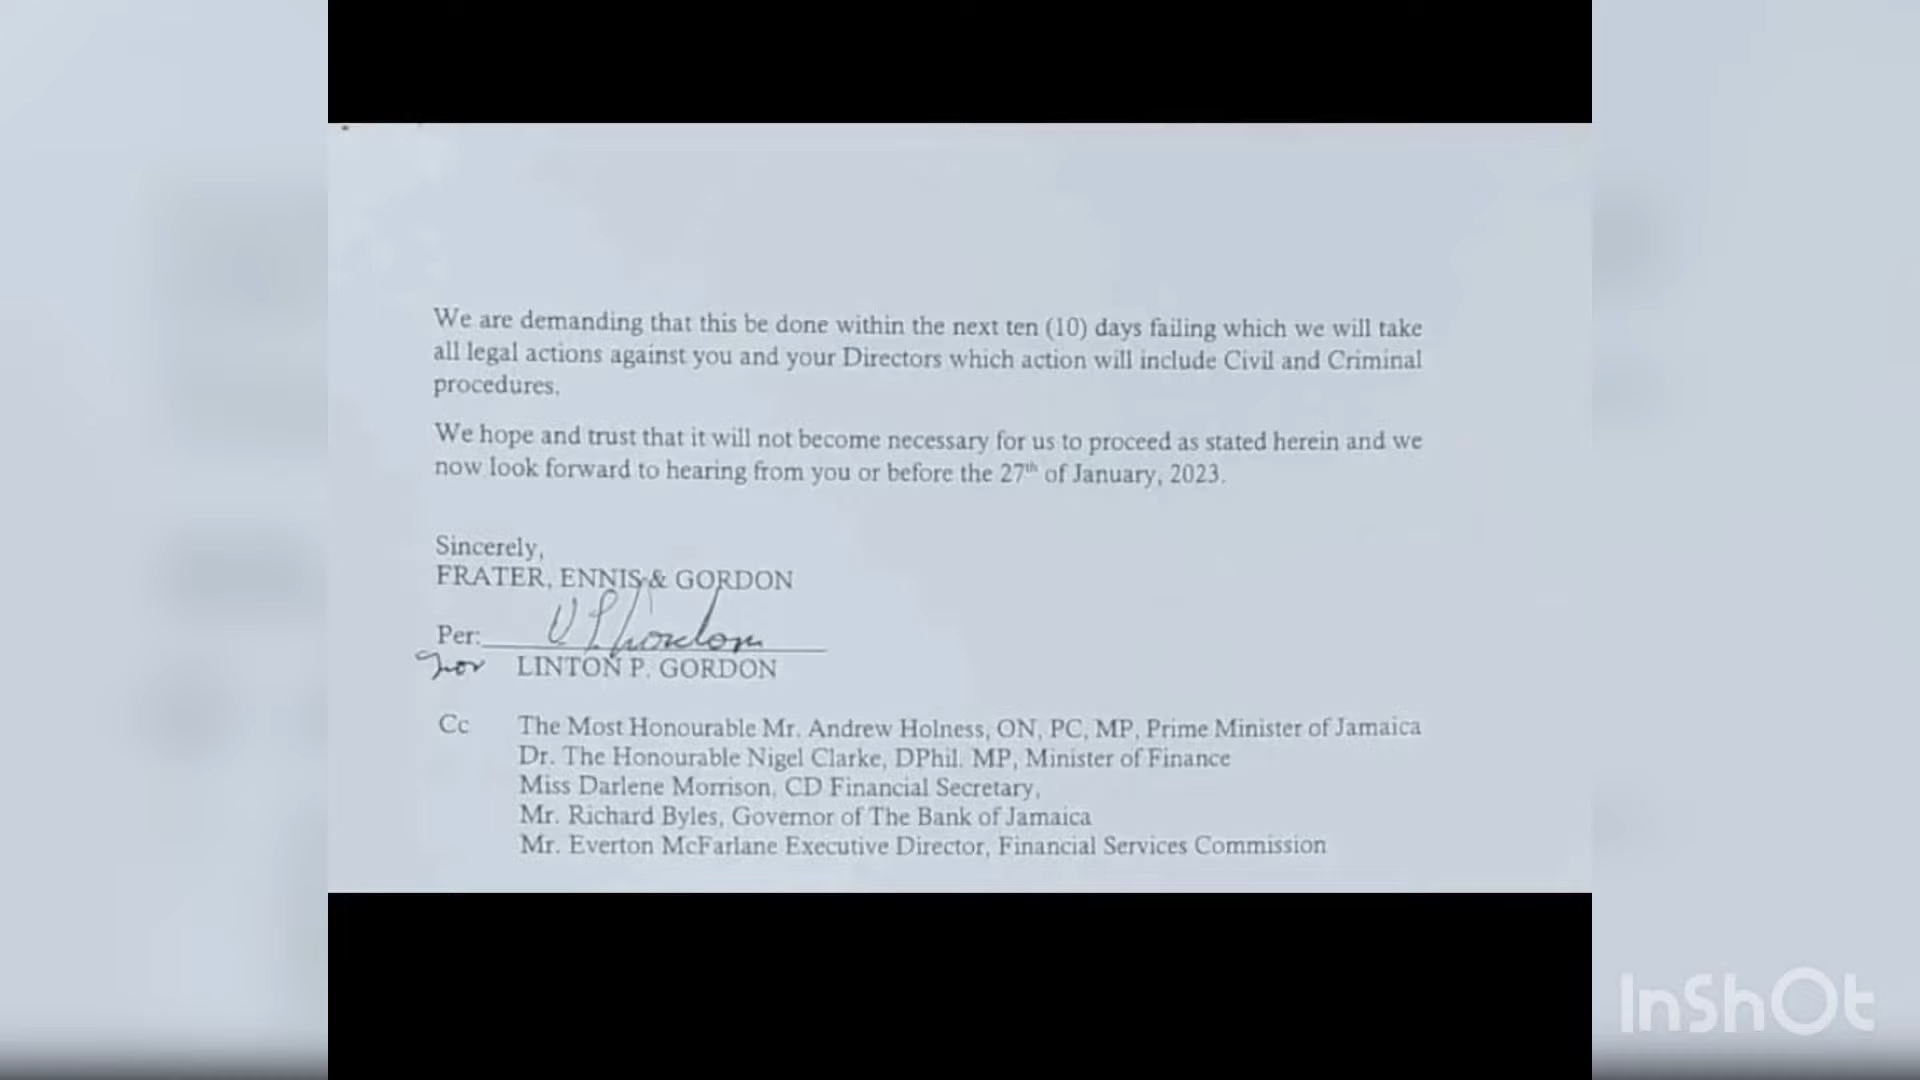 We are demanding that this be done within the next ten (10) days failing which we will take
all legal actions against you and your Directors which action will include Civil and Criminal
procedures.
We hope and trust that it will not become necessary for us to proceed as stated herein and we
now look forward to hearing from you or before the 27th of January, 2023.
Sincerely,
FRATER, ENNIS & GORDON
Per:
for LINTON P. GORDON
Cc The Most Honourable Mr. Andrew Holness, ON, PC, MP, Prime Minister of Jamaica
Dr. The Honourable Nigel Clarke, DPhil. MP, Minister of Finance
Miss Darlene Morrison, CD Financial Secretary,
Mr. Richard Byles, Governor of The Bank of Jamaica
Mr. Everton McFarlane Executive Director, Financial Services Commission
InShOt